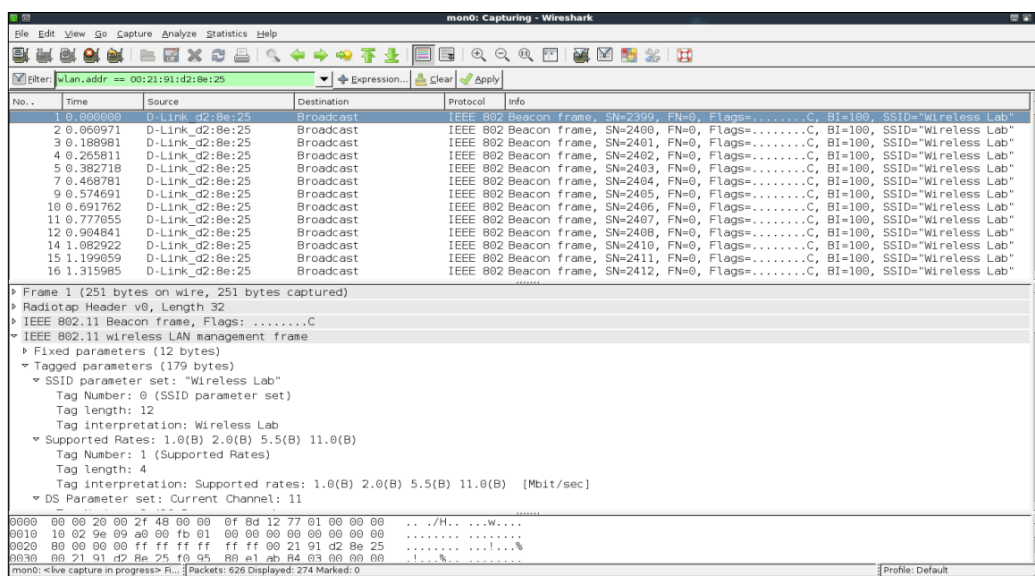 mon0: Capturing - Wireshark
File Edit View Go Capture Analyze Statistics Help
Filter: wlan.addr == 00:21:91:d2:8e:25 Expression... Clear Apply
No. . Time Source Destination Protocol Info
1 0.000000 D-Link_d2:8e:25 Broadcast IEEE 802 Beacon frame, SN=2399, FN=0, Flags=........C, BI=100, SSID="Wireless Lab"
2 0.060971 D-Link_d2:8e:25 Broadcast IEEE 802 Beacon frame, SN=2400, FN=0, Flags=........C, BI=100, SSID="Wireless Lab"
3 0.188981 D-Link_d2:8e:25 Broadcast IEEE 802 Beacon frame, SN=2401, FN=0, Flags=........C, BI=100, SSID="Wireless Lab"
4 0.265811 D-Link_d2:8e:25 Broadcast IEEE 802 Beacon frame, SN=2402, FN=0, Flags=........C, BI=100, SSID="Wireless Lab"
5 0.382718 D-Link_d2:8e:25 Broadcast IEEE 802 Beacon frame, SN=2403, FN=0, Flags=........C, BI=100, SSID="Wireless Lab"
7 0.468781 D-Link_d2:8e:25 Broadcast IEEE 802 Beacon frame, SN=2404, FN=0, Flags=........C, BI=100, SSID="Wireless Lab"
9 0.574691 D-Link_d2:8e:25 Broadcast IEEE 802 Beacon frame, SN=2405, FN=0, Flags=........C, BI=100, SSID="Wireless Lab"
10 0.691762 D-Link_d2:8e:25 Broadcast IEEE 802 Beacon frame, SN=2406, FN=0, Flags=........C, BI=100, SSID="Wireless Lab"
11 0.777055 D-Link_d2:8e:25 Broadcast IEEE 802 Beacon frame, SN=2407, FN=0, Flags=........C, BI=100, SSID="Wireless Lab"
12 0.904841 D-Link_d2:8e:25 Broadcast IEEE 802 Beacon frame, SN=2408, FN=0, Flags=........C, BI=100, SSID="Wireless Lab"
14 1.082922 D-Link_d2:8e:25 Broadcast IEEE 802 Beacon frame, SN=2410, FN=0, Flags=........C, BI=100, SSID="Wireless Lab"
15 1.199059 D-Link_d2:8e:25 Broadcast IEEE 802 Beacon frame, SN=2411, FN=0, Flags=........C, BI=100, SSID="Wireless Lab"
16 1.315985 D-Link_d2:8e:25 Broadcast IEEE 802 Beacon frame, SN=2412, FN=0, Flags=........C, BI=100, SSID="Wireless Lab"
Frame 1 (251 bytes on wire, 251 bytes captured)
Radiotap Header v0, Length 32
IEEE 802.11 Beacon frame, Flags: ........C
IEEE 802.11 wireless LAN management frame
Fixed parameters (12 bytes)
Tagged parameters (179 bytes)
SSID parameter set: "Wireless Lab"
Tag Number: 0 (SSID parameter set)
Tag length: 12
Tag interpretation: Wireless Lab
Supported Rates: 1.0(B) 2.0(B) 5.5(B) 11.0(B)
Tag Number: 1 (Supported Rates)
Tag length: 4
Tag interpretation: Supported rates: 1.0(B) 2.0(B) 5.5(B) 11.0(B) [Mbit/sec]
DS Parameter set: Current Channel: 11
0000 00 00 20 00 2f 48 00 00 0f 8d 12 77 01 00 00 00 .. ./H.. ...w....
0010 10 02 9e 09 a0 00 fb 01 00 00 00 00 00 00 00 00 ........ ........
0020 80 00 00 00 ff ff ff ff ff ff 00 21 91 d2 8e 25 ........ ...!...%
0030 00 21 91 d2 8e 25 f0 95 80 e1 ab 84 03 00 00 00 .!...%.. ........
mon0: <live capture in progress> Fi... Packets: 626 Displayed: 274 Marked: 0 Profile: Default